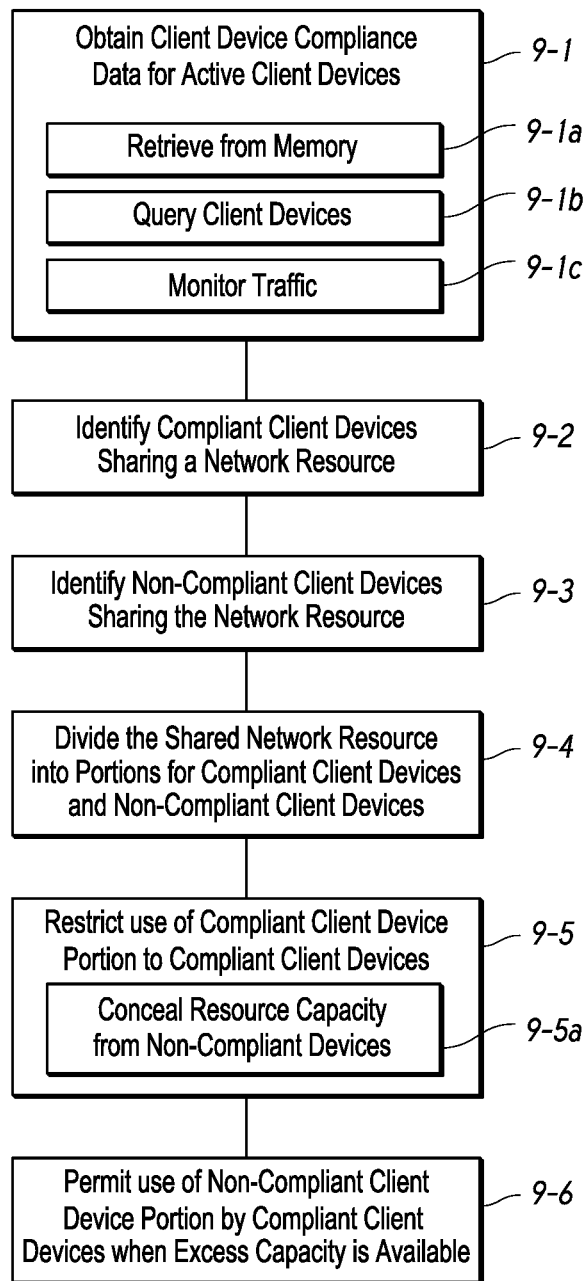 Obtain Client Device Compliance
Data for Active Client Devices
9-1
Retrieve from Memory
9-1a
Query Client Devices
9-1b
Monitor Traffic
9-1c
Identify Compliant Client Devices
Sharing a Network Resource
9-2
Identify Non-Compliant Client Devices
Sharing the Network Resource
9-3
Divide the Shared Network Resource
into Portions for Compliant Client Devices
and Non-Compliant Client Devices
9-4
Restrict use of Compliant Client Device
Portion to Compliant Client Devices
9-5
Conceal Resource Capacity
from Non-Compliant Devices
9-5a
Permit use of Non-Compliant Client
Device Portion by Compliant Client
Devices when Excess Capacity is Available
9-6